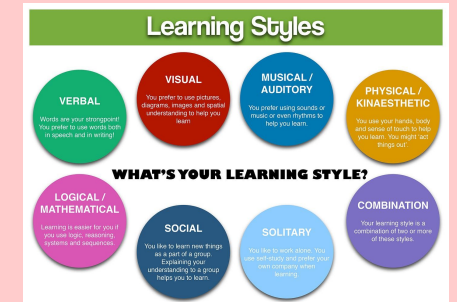 Learning Styles
VERBAL
Words are your strongpoint!
You prefer to use words both
in speech and in writing!
VISUAL
You prefer to use pictures,
diagrams, images and spatial
understanding to help you
learn
MUSICAL /
AUDITORY
You prefer using sounds or
music or even rhythms to
help you learn.
PHYSICAL /
KINAESTHETIC
You use your hands, body
and sense of touch to help
you learn. You might 'act
things out'.
WHAT'S YOUR LEARNING STYLE?
LOGICAL /
MATHEMATICAL
Learning is easier for you if
you use logic, reasoning,
systems and sequences.
SOCIAL
You like to learn new things
as a part of a group.
Explaining your
understanding to a group
helps you to learn.
SOLITARY
You like to work alone. You
use self-study and prefer your
own company when
learning.
COMBINATION
Your learning style is a
combination of two or more
of these styles.